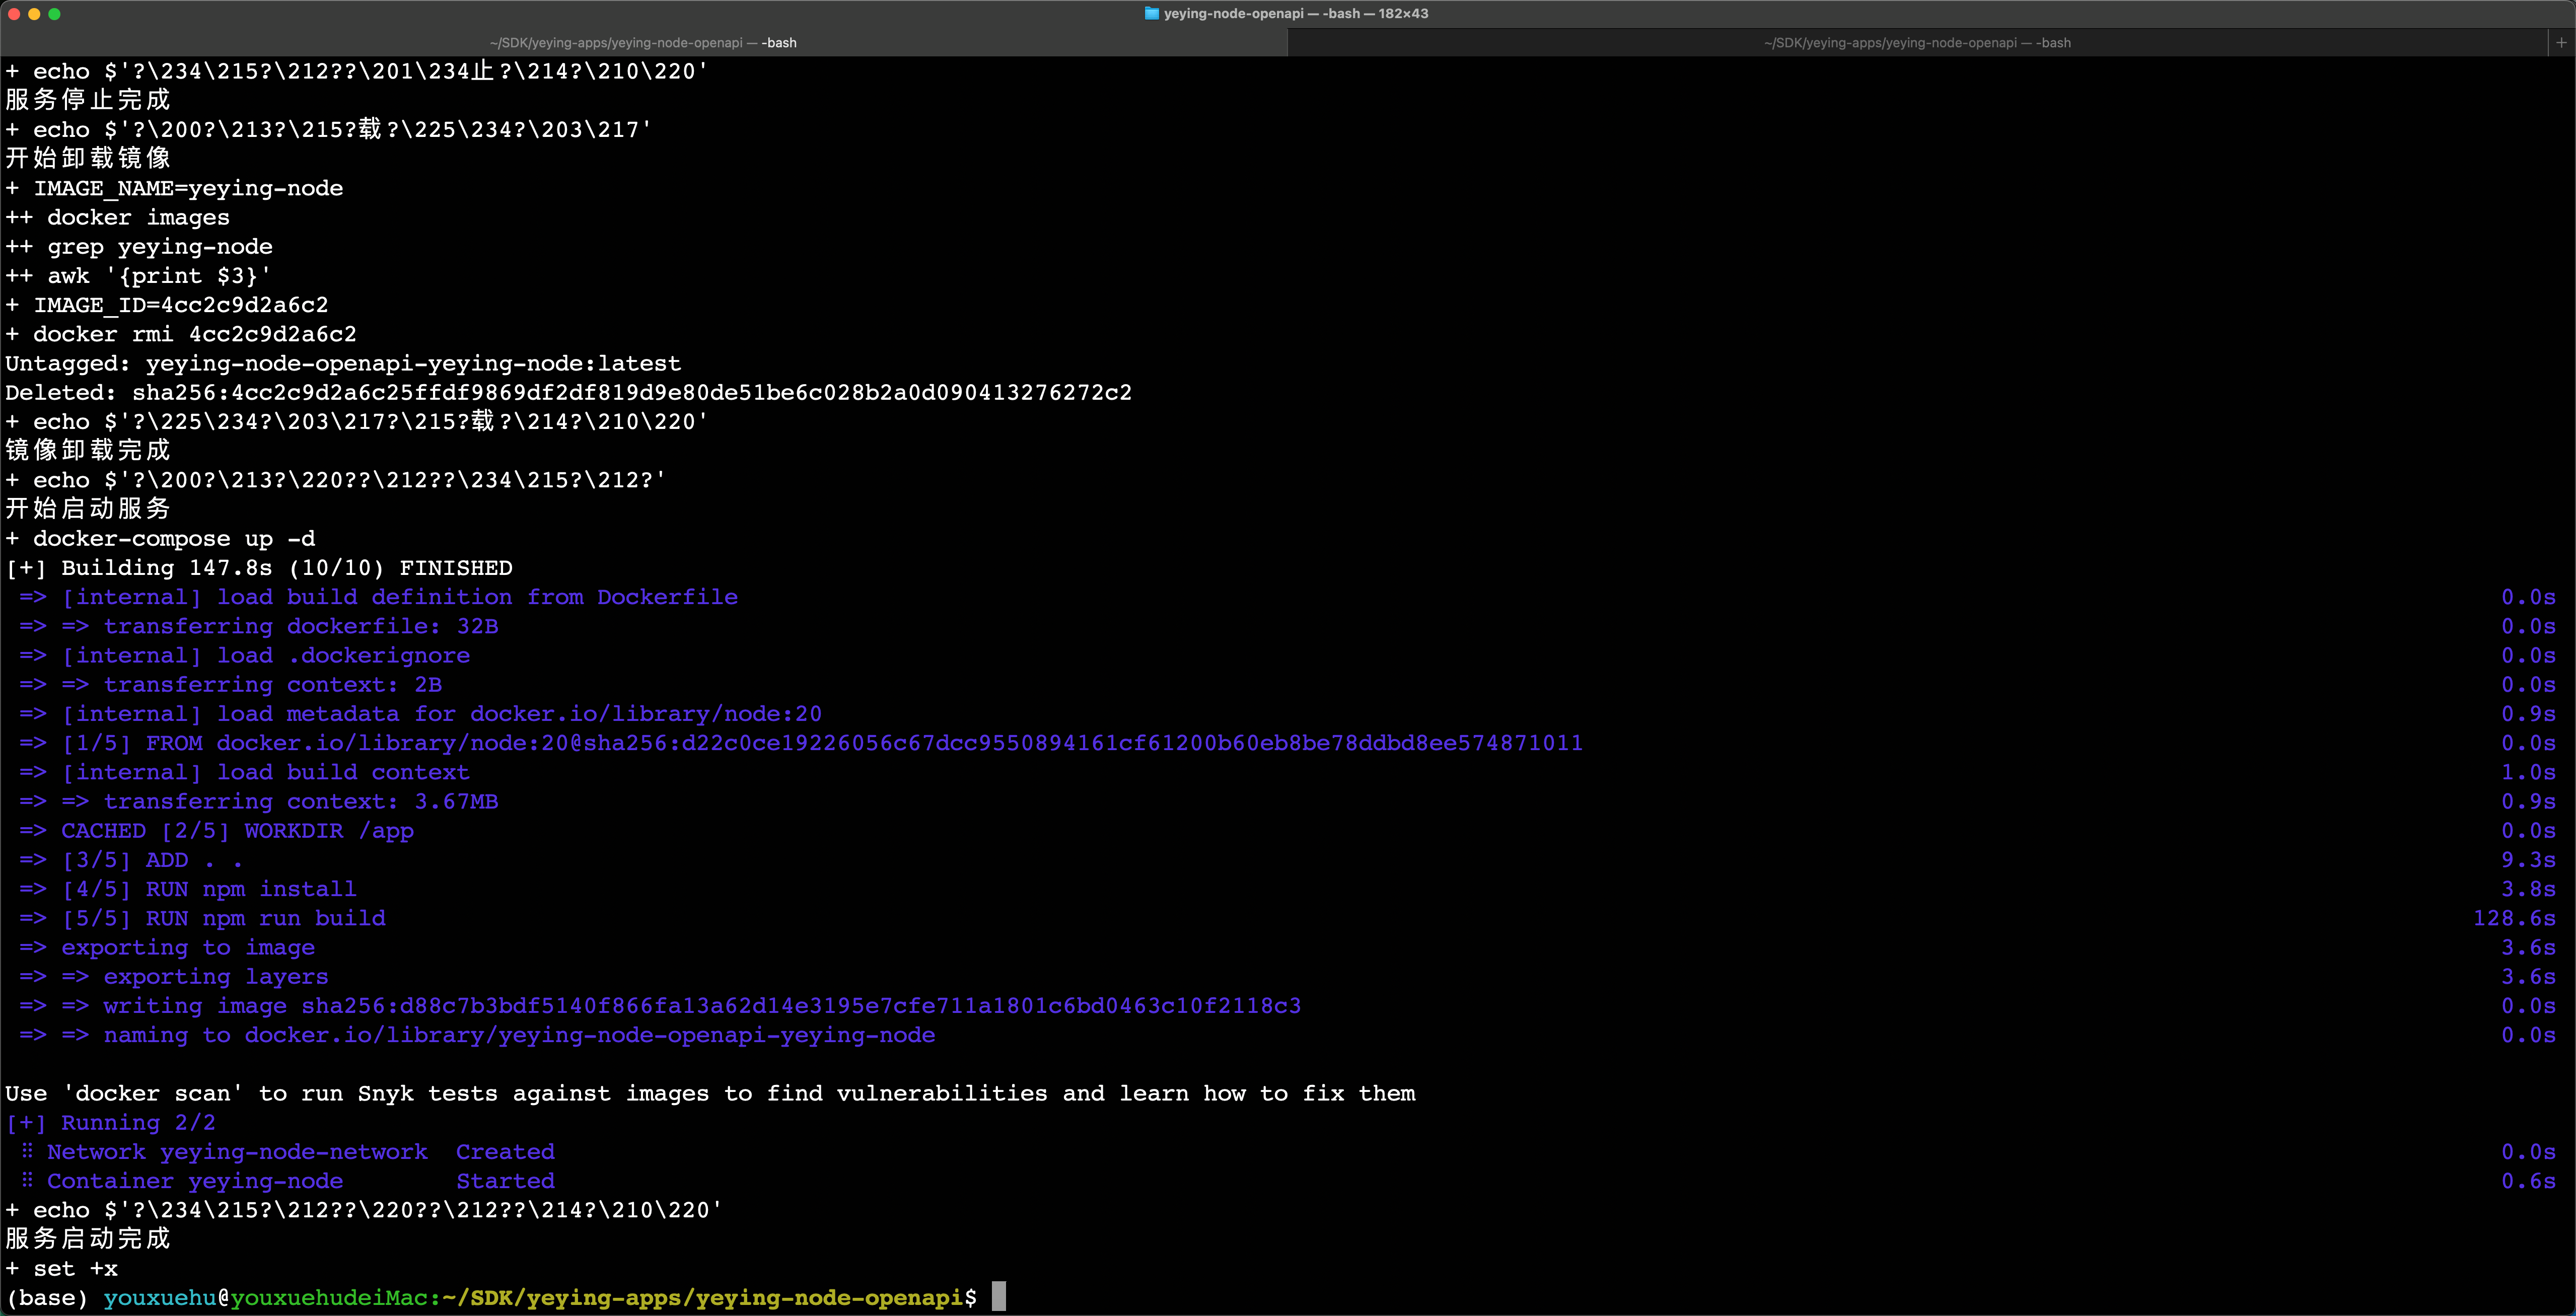 yeying-node-openapi — -bash — 182×43
~/SDK/yeying-apps/yeying-node-openapi — -bash
~/SDK/yeying-apps/yeying-node-openapi — -bash
+ echo $'?\234\215?\212??\201\234止?\214?\210\220'
服务停止完成
+ echo $'?\200?\213?\215?载?\225\234?\203\217'
开始卸载镜像
+ IMAGE_NAME=yeying-node
++ docker images
++ grep yeying-node
++ awk '{print $3}'
+ IMAGE_ID=4cc2c9d2a6c2
+ docker rmi 4cc2c9d2a6c2
Untagged: yeying-node-openapi-yeying-node:latest
Deleted: sha256:4cc2c9d2a6c25ffdf9869df2df819d9e80de51be6c028b2a0d090413276272c2
+ echo $'?\225\234?\203\217?\215?载?\214?\210\220'
镜像卸载完成
+ echo $'?\200?\213?\220??\212??\234\215?\212?'
开始启动服务
+ docker-compose up -d
[+] Building 147.8s (10/10) FINISHED
=> [internal] load build definition from Dockerfile 0.0s
=> => transferring dockerfile: 32B 0.0s
=> [internal] load .dockerignore 0.0s
=> => transferring context: 2B 0.0s
=> [internal] load metadata for docker.io/library/node:20 0.9s
=> [1/5] FROM docker.io/library/node:20@sha256:d22c0ce19226056c67dcc9550894161cf61200b60eb8be78ddbd8ee574871011 0.0s
=> [internal] load build context 1.0s
=> => transferring context: 3.67MB 0.9s
=> CACHED [2/5] WORKDIR /app 0.0s
=> [3/5] ADD . . 9.3s
=> [4/5] RUN npm install 3.8s
=> [5/5] RUN npm run build 128.6s
=> exporting to image 3.6s
=> => exporting layers 3.6s
=> => writing image sha256:d88c7b3bdf5140f866fa13a62d14e3195e7cfe711a1801c6bd0463c10f2118c3 0.0s
=> => naming to docker.io/library/yeying-node-openapi-yeying-node 0.0s
Use 'docker scan' to run Snyk tests against images to find vulnerabilities and learn how to fix them
[+] Running 2/2
⠿ Network yeying-node-network Created 0.0s
⠿ Container yeying-node Started 0.6s
+ echo $'?\234\215?\212??\220??\212??\214?\210\220'
服务启动完成
+ set +x
(base) youxuehu@youxuehudeiMac:~/SDK/yeying-apps/yeying-node-openapi$